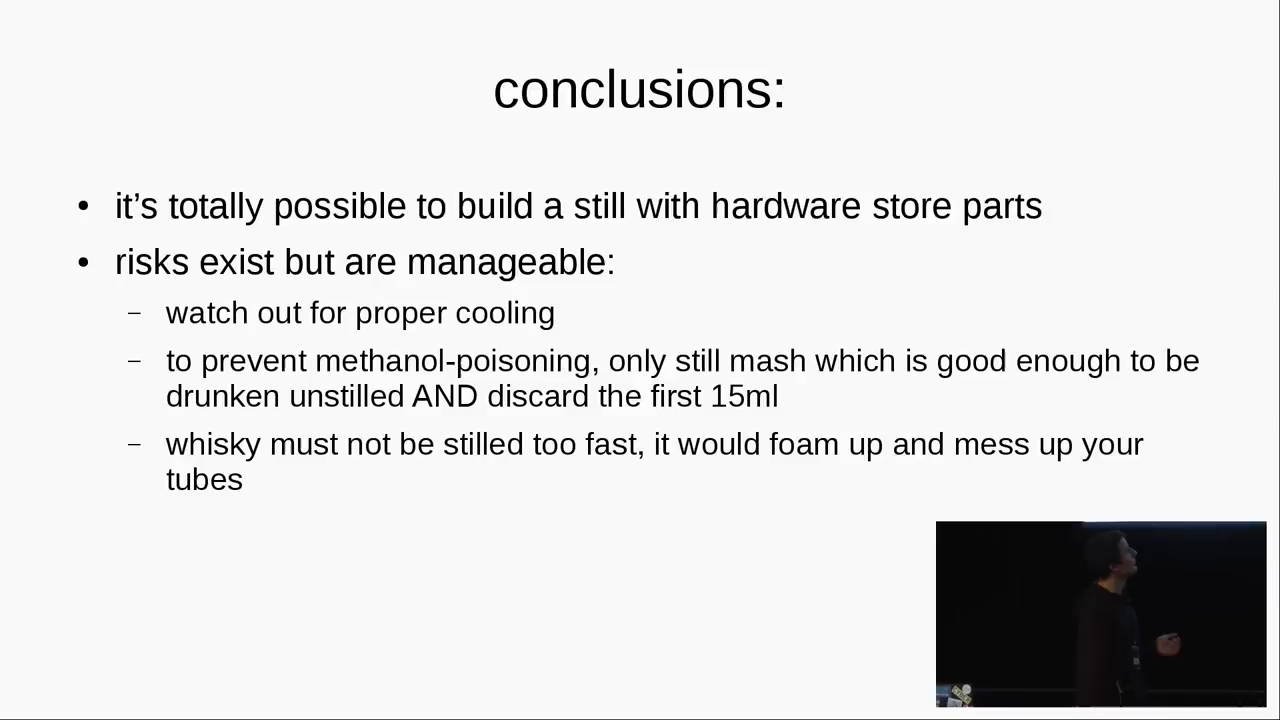 conclusions:
• it’s totally possible to build a still with hardware store parts
• risks exist but are manageable:
– watch out for proper cooling
– to prevent methanol-poisoning, only still mash which is good enough to be
drunken unstilled AND discard the first 15ml
– whisky must not be stilled too fast, it would foam up and mess up your
tubes